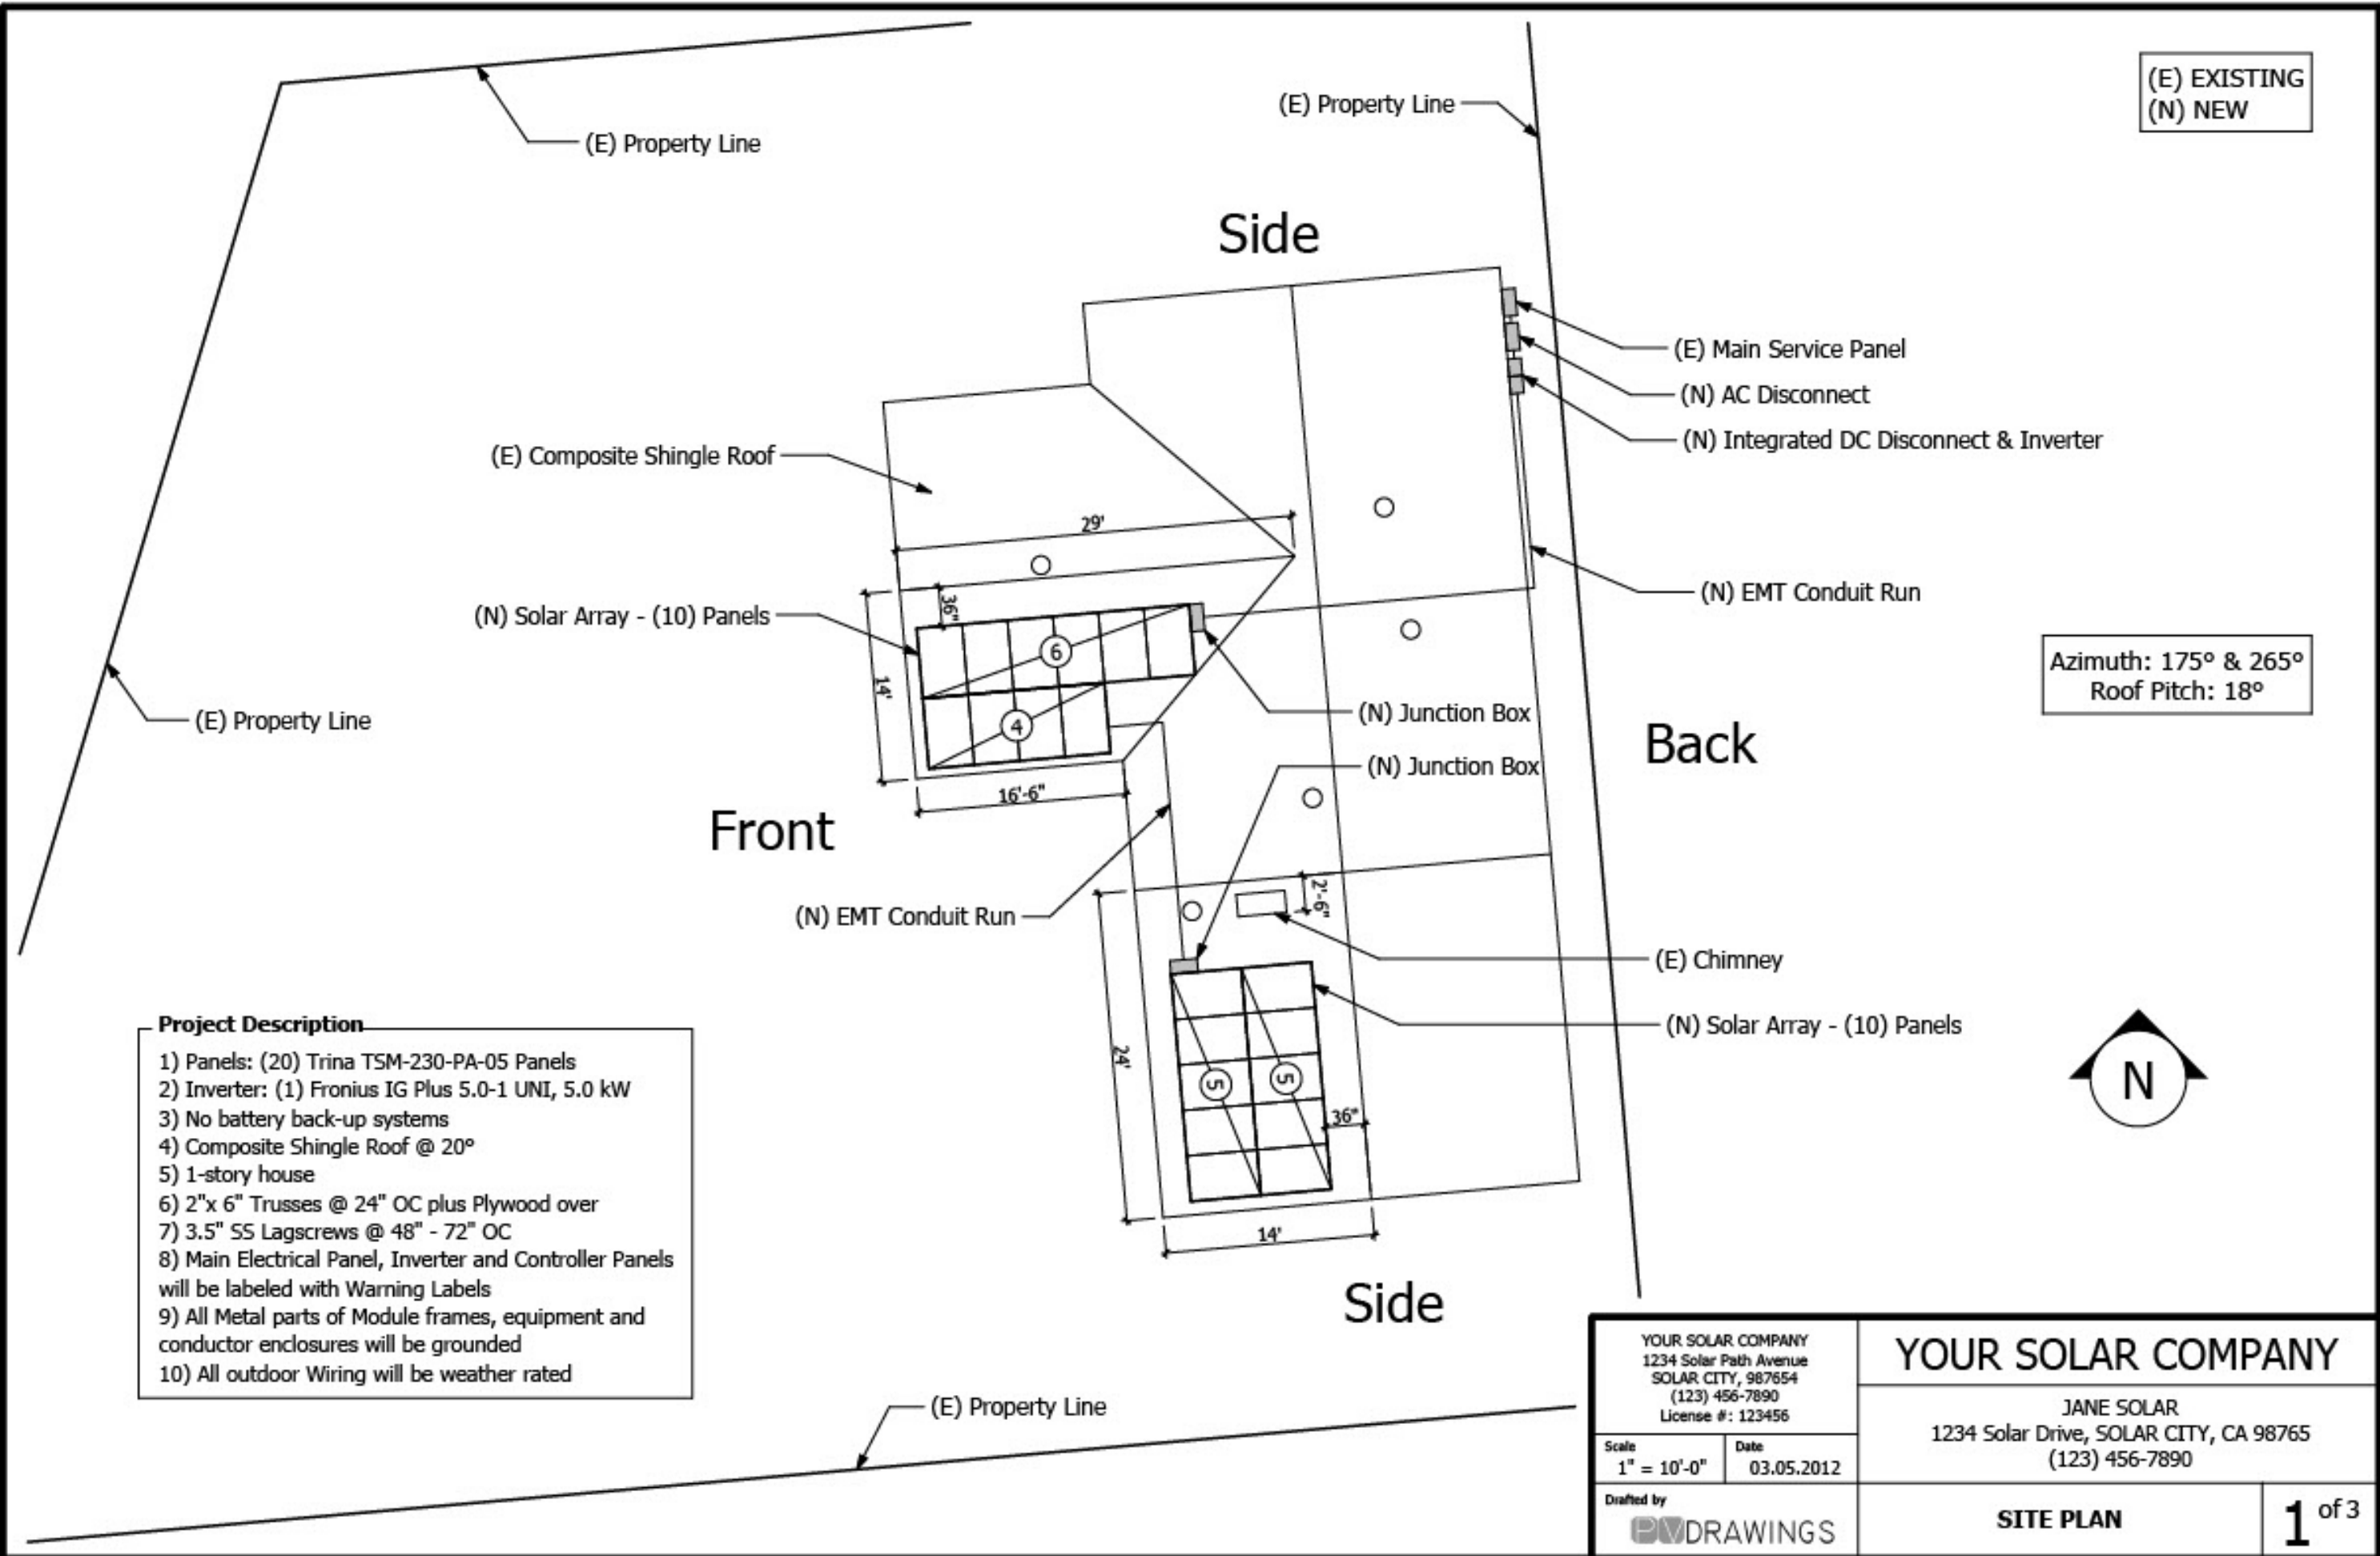 (E) EXISTING
(N) NEW
(E) Property Line
(E) Property Line
Side
(E) Main Service Panel
(N) AC Disconnect
(N) Integrated DC Disconnect & Inverter
(E) Composite Shingle Roof
29'
(N) EMT Conduit Run
(N) Solar Array - (10) Panels
36"
6
14'
4
16'-6"
Azimuth: 175° & 265°
Roof Pitch: 18°
(E) Property Line
(N) Junction Box
(N) Junction Box
Back
Front
(N) EMT Conduit Run
2'-6"
(E) Chimney
(N) Solar Array - (10) Panels
24'
5
5
36"
14'
N
Side
Project Description
1) Panels: (20) Trina TSM-230-PA-05 Panels
2) Inverter: (1) Fronius IG Plus 5.0-1 UNI, 5.0 kW
3) No battery back-up systems
4) Composite Shingle Roof @ 20°
5) 1-story house
6) 2"x 6" Trusses @ 24" OC plus Plywood over
7) 3.5" SS Lagscrews @ 48" - 72" OC
8) Main Electrical Panel, Inverter and Controller Panels
will be labeled with Warning Labels
9) All Metal parts of Module frames, equipment and
conductor enclosures will be grounded
10) All outdoor Wiring will be weather rated
(E) Property Line
YOUR SOLAR COMPANY
1234 Solar Path Avenue
SOLAR CITY, 987654
(123) 456-7890
License #: 123456
Scale
1" = 10'-0"
Date
03.05.2012
Drafted by
PVDRAWINGS
YOUR SOLAR COMPANY
JANE SOLAR
1234 Solar Drive, SOLAR CITY, CA 98765
(123) 456-7890
SITE PLAN
1 of 3